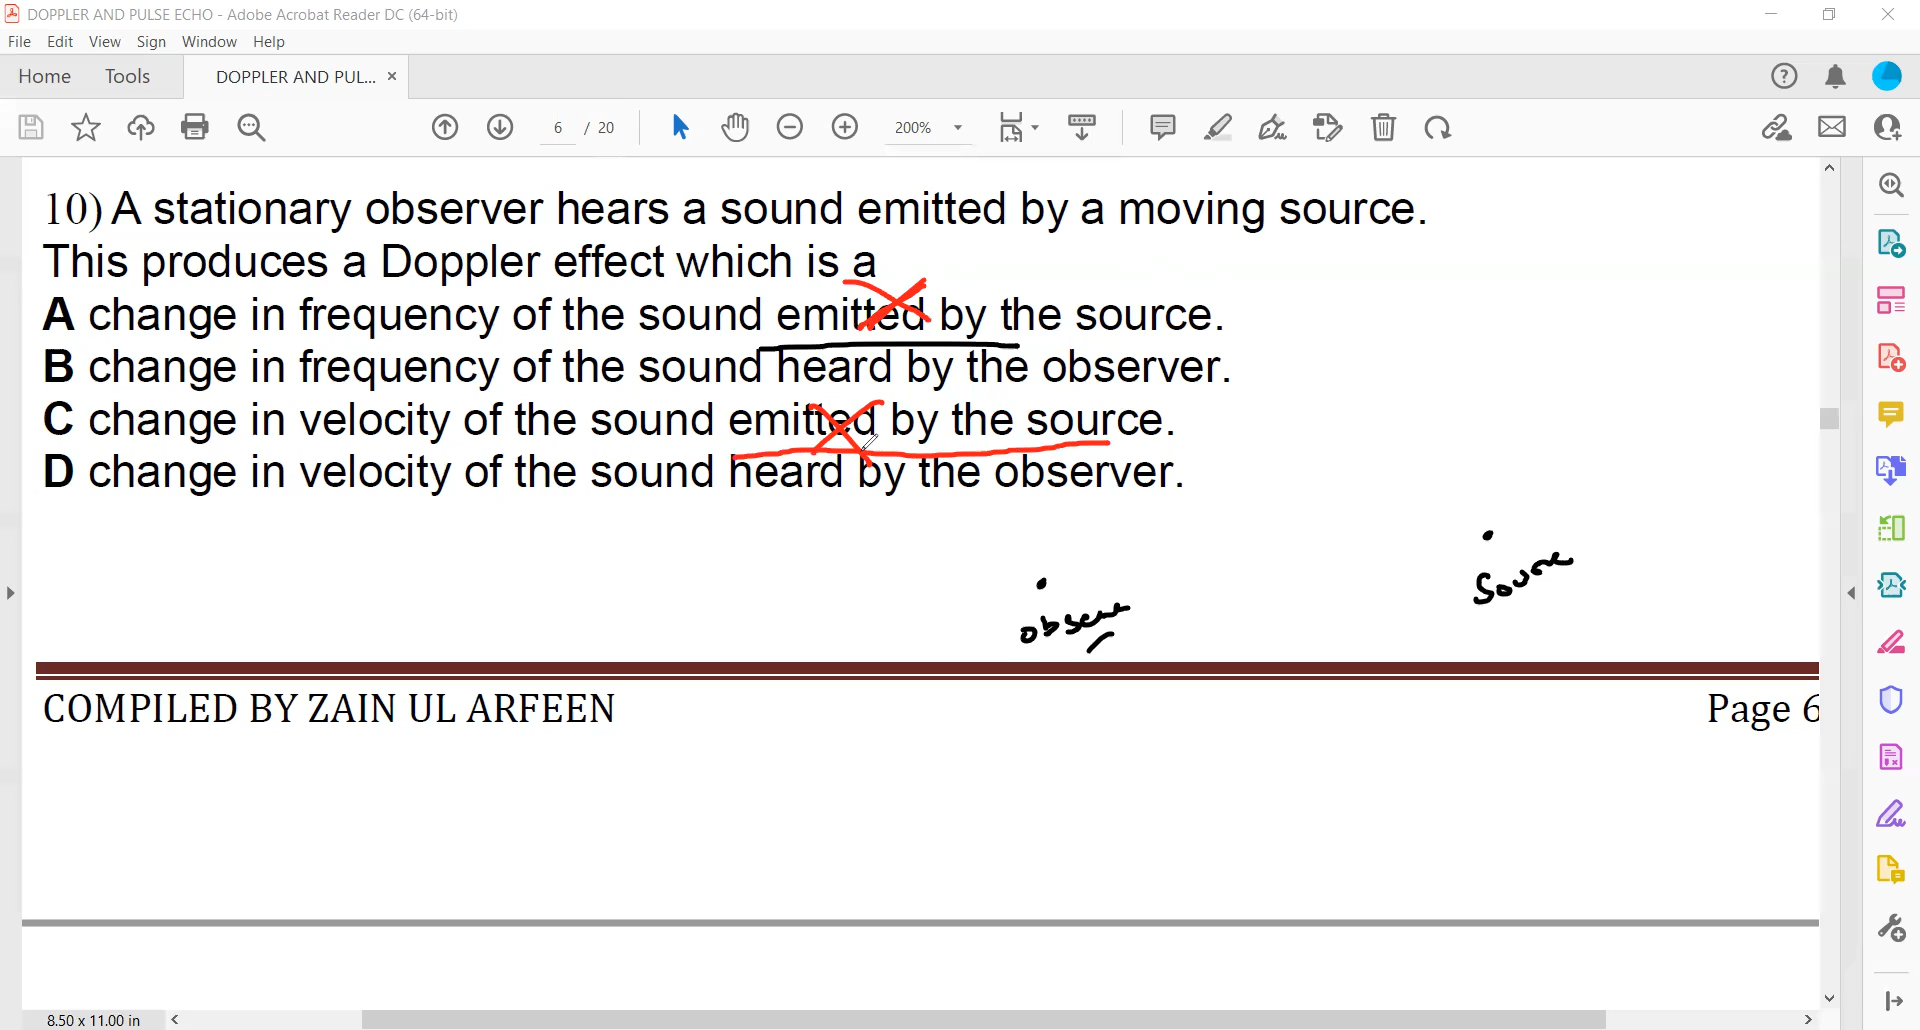 DOPPLER AND PULSE ECHO - Adobe Acrobat Reader DC (64-bit)
File Edit View Sign Window Help
Home Tools DOPPLER AND PUL... ×
6 / 20 200%
10) A stationary observer hears a sound emitted by a moving source.
This produces a Doppler effect which is a
A change in frequency of the sound emitted by the source.
B change in frequency of the sound heard by the observer.
C change in velocity of the sound emitted by the source.
D change in velocity of the sound heard by the observer.
Source
COMPILED BY ZAIN UL ARFEEN Page 6
8.50 x 11.00 in